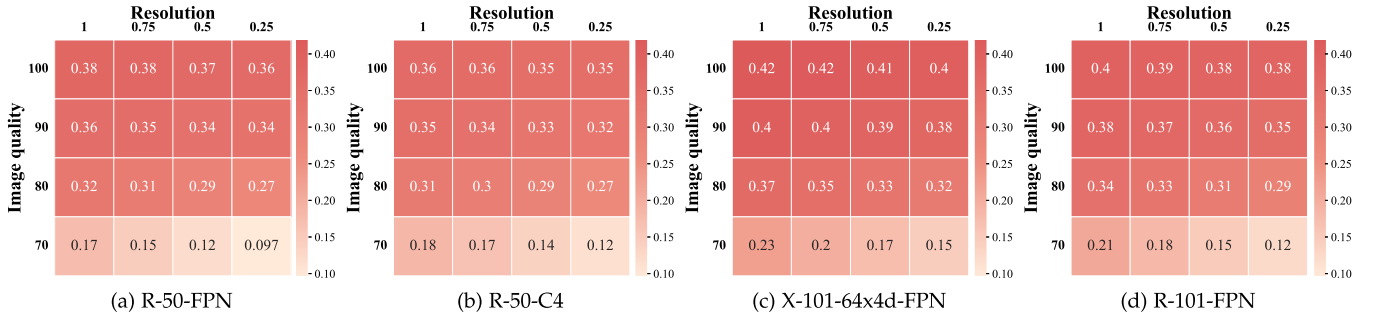 Resolution
1 0.75 0.5 0.25
Image quality
100 0.38 0.38 0.37 0.36
90 0.36 0.35 0.34 0.34
80 0.32 0.31 0.29 0.27
70 0.17 0.15 0.12 0.097
0.40
0.30
0.25
0.20
0.15
0.10
(a) R-50-FPN
Resolution
1 0.75 0.5 0.25
Image quality
100 0.36 0.36 0.35 0.35
90 0.35 0.34 0.33 0.32
80 0.31 0.3 0.29 0.27
70 0.18 0.17 0.14 0.12
0.40
0.30
0.25
0.20
0.15
0.10
(b) R-50-C4
Resolution
1 0.75 0.5 0.25
Image quality
100 0.42 0.42 0.41 0.4
90 0.4 0.4 0.39 0.38
80 0.37 0.35 0.33 0.32
70 0.23 0.2 0.17 0.15
0.40
0.30
0.25
0.20
0.15
0.10
(c) X-101-64x4d-FPN
Resolution
1 0.75 0.5 0.25
Image quality
100 0.4 0.39 0.38 0.38
90 0.38 0.37 0.36 0.35
80 0.34 0.33 0.31 0.29
70 0.21 0.18 0.15 0.12
0.40
0.30
0.25
0.20
0.15
0.10
(d) R-101-FPN